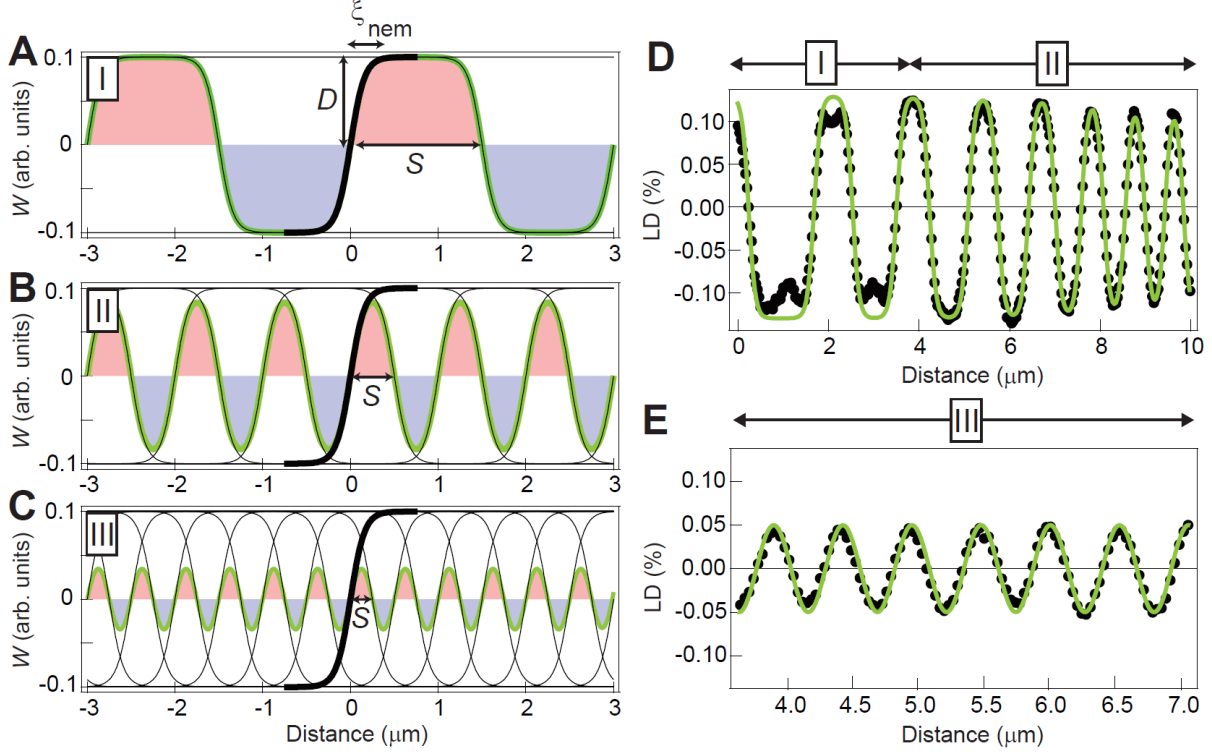 ξnem
A
I
W (arb. units)
0.1
0
-0.1
D
S
-3 -2 -1 0 1 2 3
B
II
W (arb. units)
0.1
0
-0.1
S
-3 -2 -1 0 1 2 3
C
III
W (arb. units)
0.1
0
-0.1
S
-3 -2 -1 0 1 2 3
Distance (μm)
D
I II
LD (%)
0.10
0.05
0.00
-0.05
-0.10
0 2 4 6 8 10
Distance (μm)
E
III
LD (%)
0.10
0.05
0.00
-0.05
-0.10
4.0 4.5 5.0 5.5 6.0 6.5 7.0
Distance (μm)